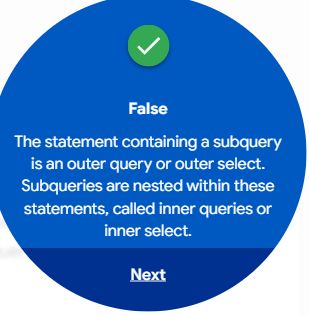 False
The statement containing a subquery
is an outer query or outer select.
Subqueries are nested within these
statements, called inner queries or
inner select.
Next